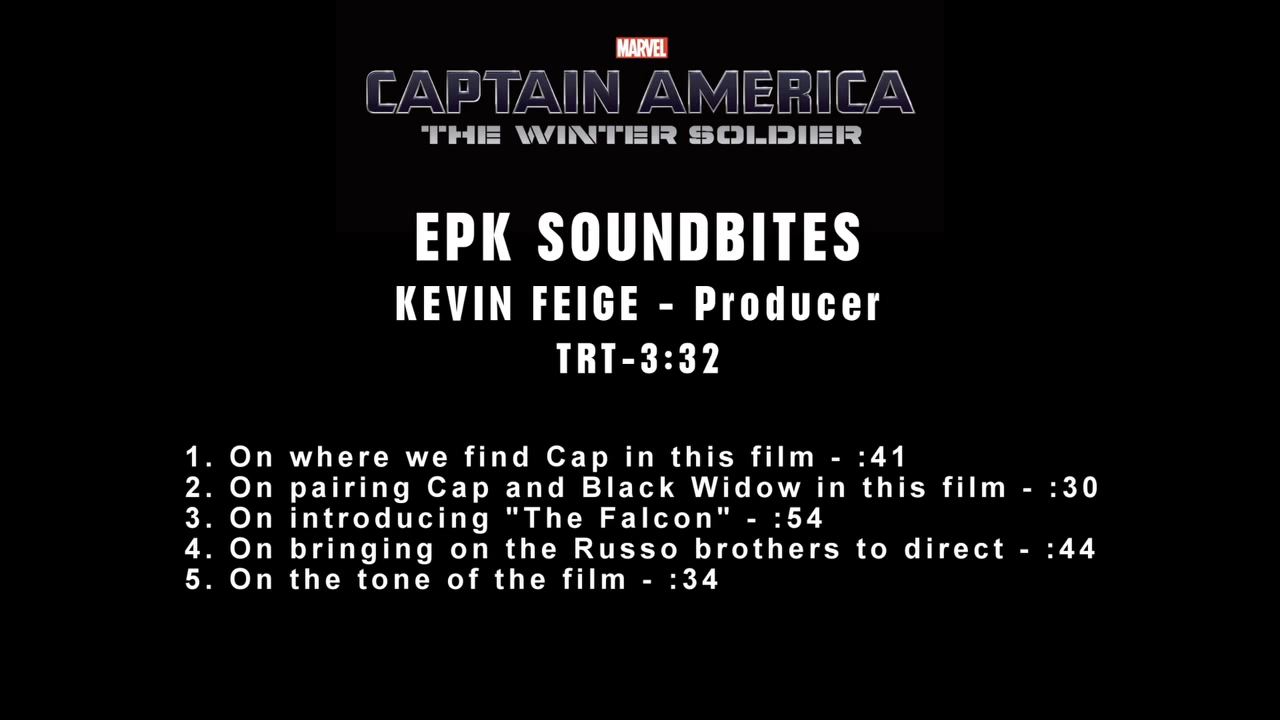 MARVEL
CAPTAIN AMERICA
THE WINTER SOLDIER
EPK SOUNDBITES
KEVIN FEIGE - Producer
TRT-3:32
1. On where we find Cap in this film - :41
2. On pairing Cap and Black Widow in this film - :30
3. On introducing "The Falcon" - :54
4. On bringing on the Russo brothers to direct - :44
5. On the tone of the film - :34